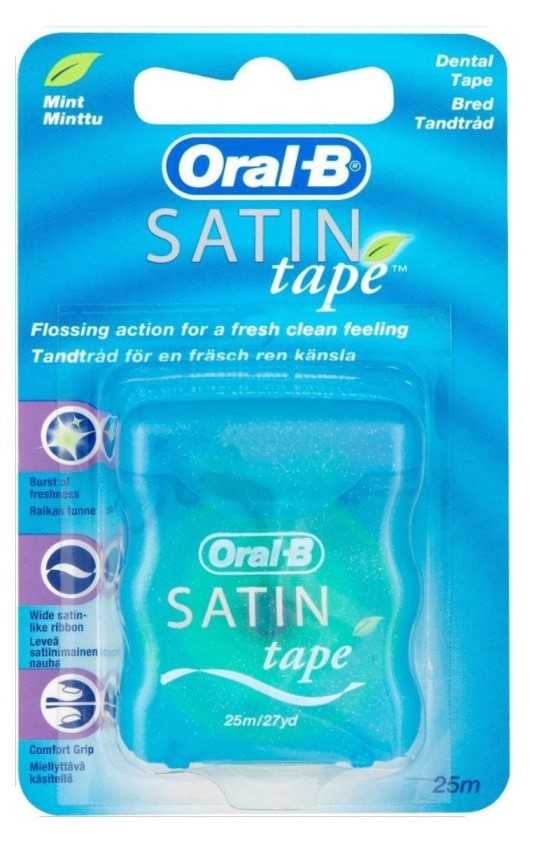 Mint
Minttu
Dental
Tape
Bred
Tandtråd
Oral-B®
SATIN
tape™
Flossing action for a fresh clean feeling
Tandtråd för en fräsch ren känsla
Burst of
freshness
Raikas tunne
Wide satin-
like ribbon
Leveä
satiinimainen
nauha
Comfort Grip
Miellyttävä
käsitellä
Oral-B
SATIN
tape
25m/27yd
25m